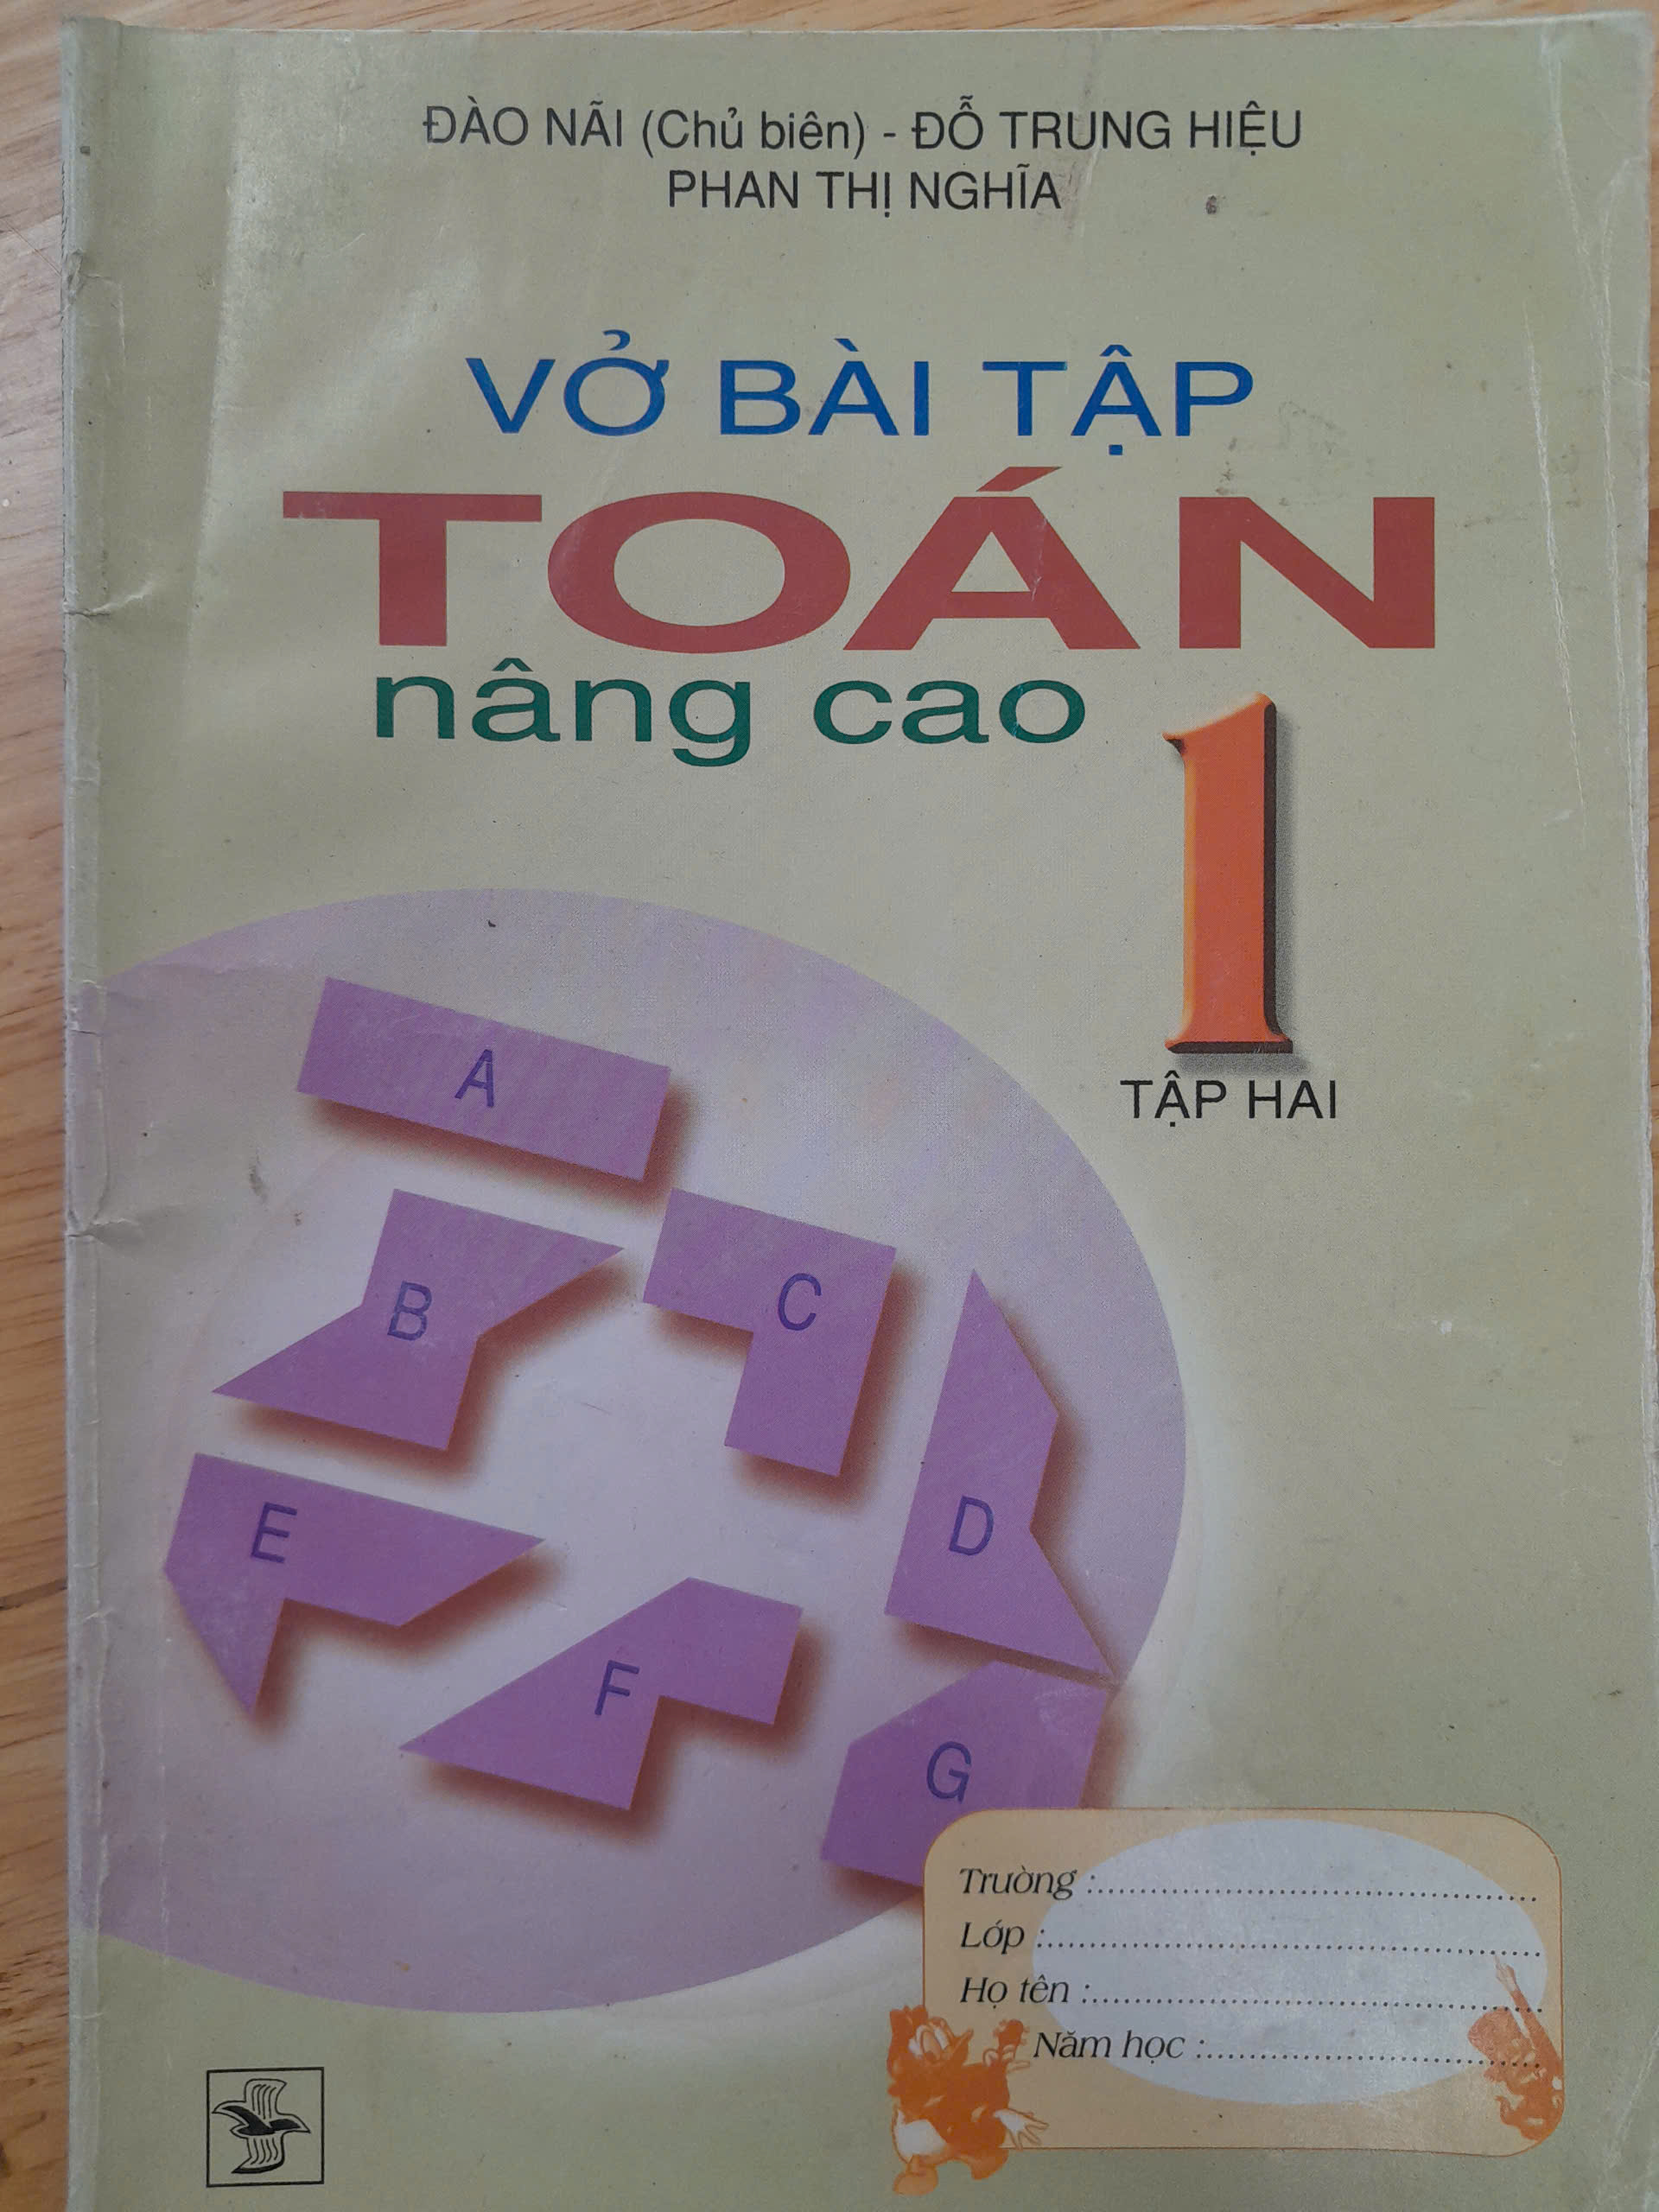 ĐÀO NÃI (Chủ biên) - ĐỖ TRUNG HIỆU
PHAN THỊ NGHĨA
VỞ BÀI TẬP
TOÁN
nâng cao
1
TẬP HAI
A
B
C
D
E
F
G
Trường :........................................
Lớp :........................................
Họ tên :........................................
Năm học :........................................